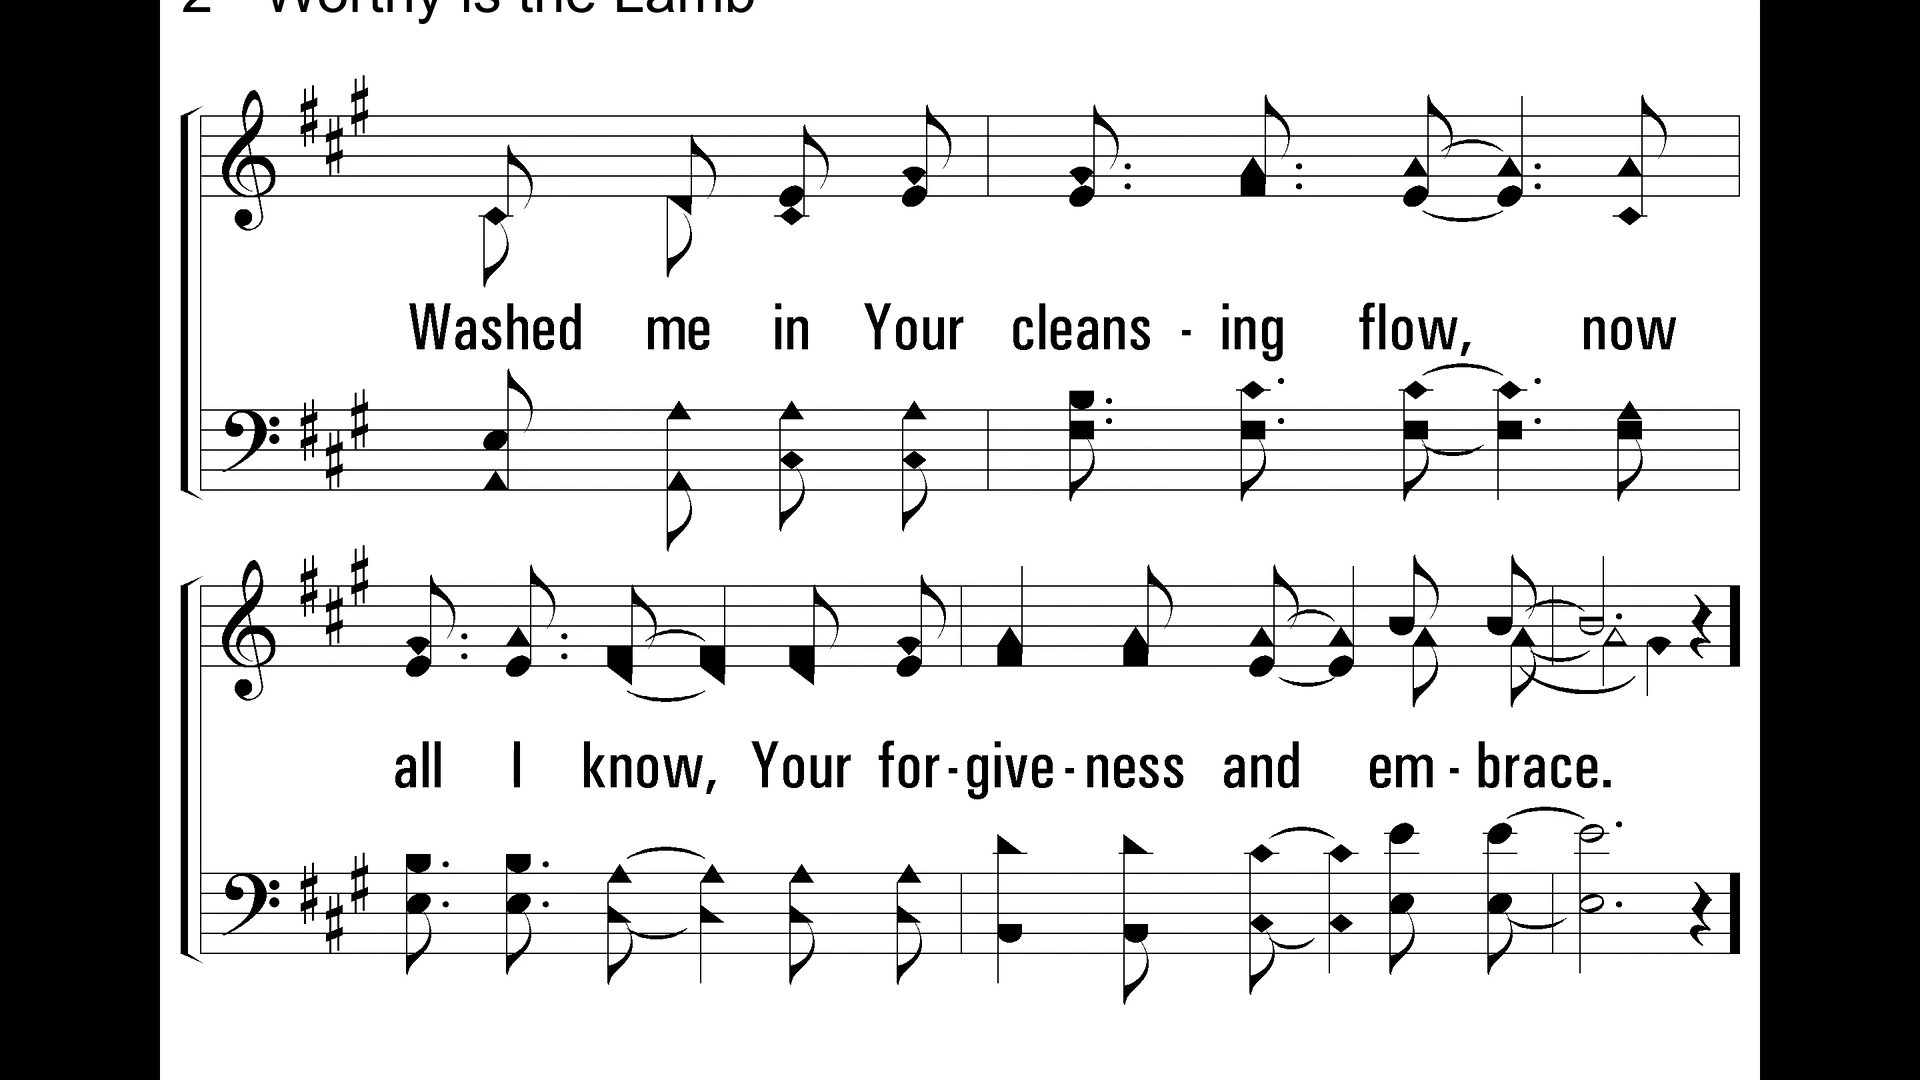 2 Worthy is the Lamb
Washed me in Your cleans - ing flow, now
all I know, Your for - give - ness and em - brace.